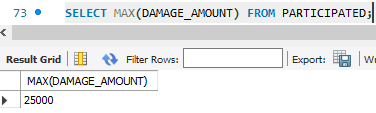 73 SELECT MAX(DAMAGE_AMOUNT) FROM PARTICIPATED;
Result Grid Filter Rows: Export:
MAX(DAMAGE_AMOUNT)
25000